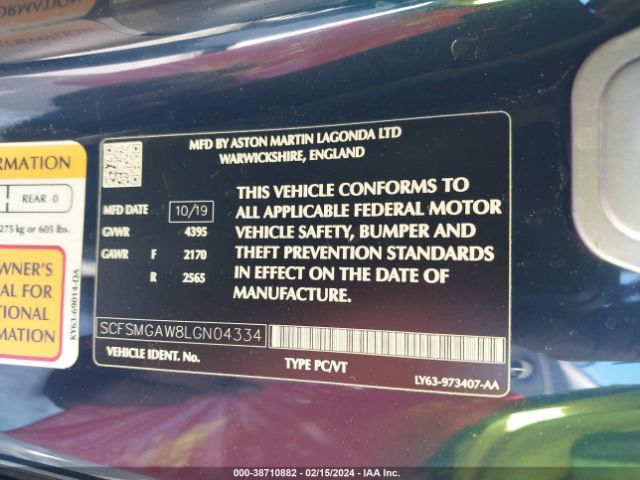 FORMATION
REAR 0
275 kg or 605 lbs.
WNER'S
AL FOR
TIONAL
ATION
KY63-69014-DA
MFD BY ASTON MARTIN LAGONDA LTD
WARWICKSHIRE, ENGLAND
MFD DATE 10/19
GVWR 4395
GAWR F 2170
R 2565
THIS VEHICLE CONFORMS TO
ALL APPLICABLE FEDERAL MOTOR
VEHICLE SAFETY, BUMPER AND
THEFT PREVENTION STANDARDS
IN EFFECT ON THE DATE OF
MANUFACTURE.
SCFSMGAW8LGN04334
VEHICLE IDENT. No.
TYPE PC/VT
LY63-973407-AA
000-38710882 - 02/15/2024 - IAA Inc.